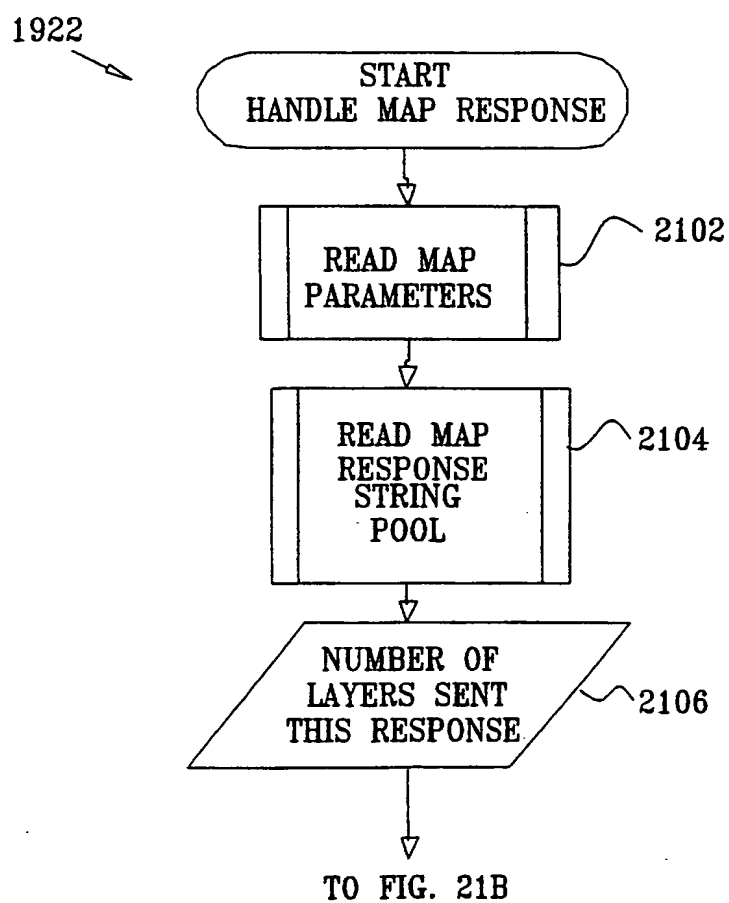 1922
START
HANDLE MAP RESPONSE
READ MAP
PARAMETERS
2102
READ MAP
RESPONSE
STRING
POOL
2104
NUMBER OF
LAYERS SENT
THIS RESPONSE
2106
TO FIG. 21B